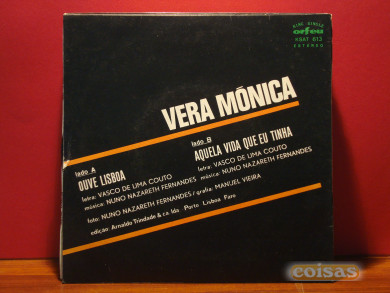 SINGLE
orfeu
KSAT 613
ESTÉREO
VERA MÓNICA
lado A
OUVE LISBOA
letra: VASCO DE LIMA COUTO
música: NUNO NAZARETH FERNANDES
lado B
AQUELA VIDA QUE EU TINHA
letra: VASCO DE LIMA COUTO
música: NUNO NAZARETH FERNANDES
foto: NUNO NAZARETH FERNANDES / grafia: MANUEL VIEIRA
edição: Arnaldo Trindade & ca lda Porto Lisboa Faro
coisas